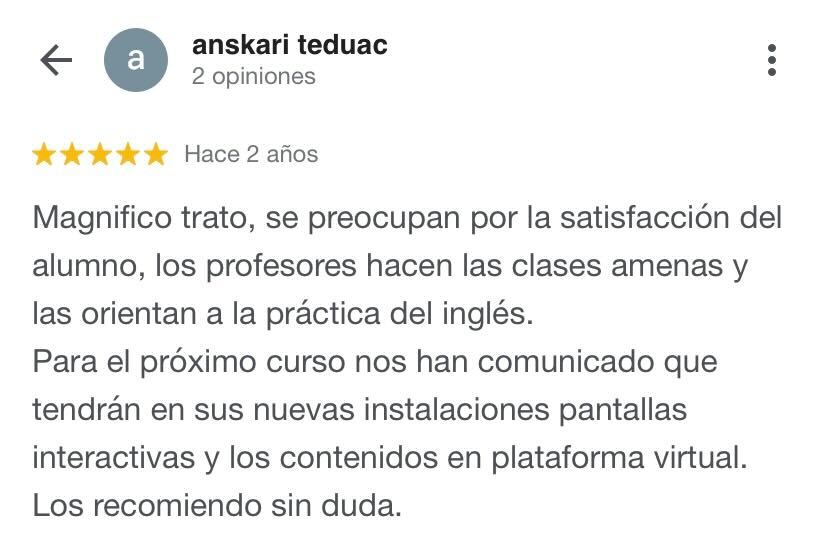 a
anskari teduac
2 opiniones
Hace 2 años
Magnifico trato, se preocupan por la satisfacción del
alumno, los profesores hacen las clases amenas y
las orientan a la práctica del inglés.
Para el próximo curso nos han comunicado que
tendrán en sus nuevas instalaciones pantallas
interactivas y los contenidos en plataforma virtual.
Los recomiendo sin duda.